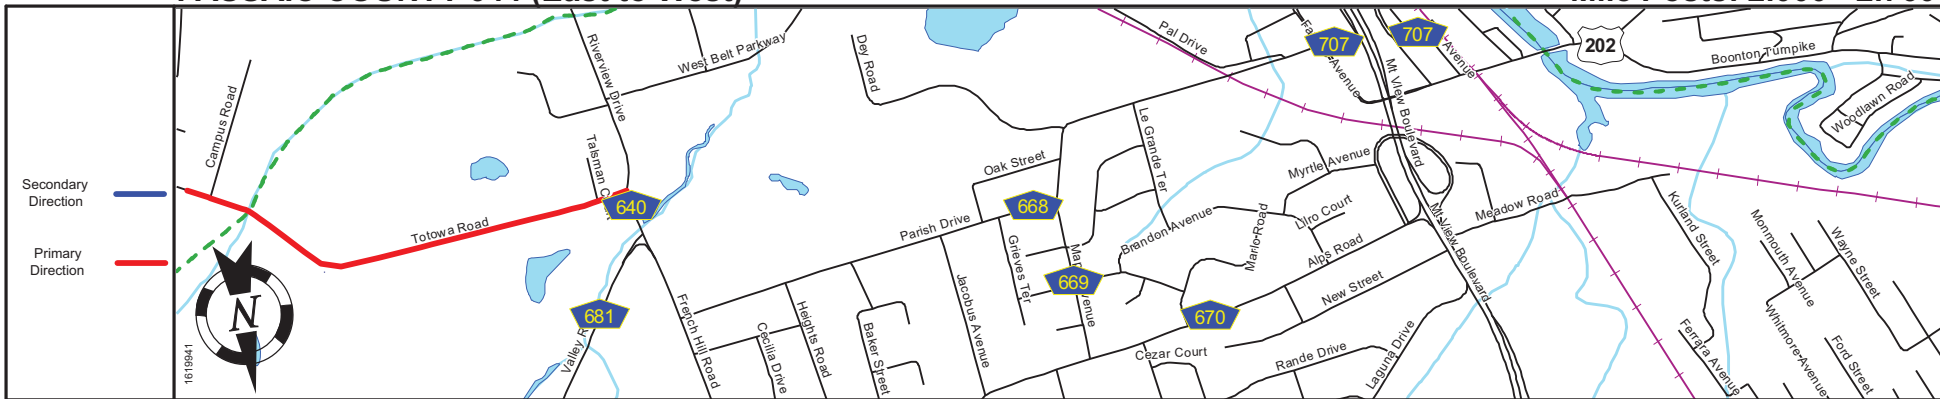 Secondary
Direction
Primary
Direction
Campus Road
Totowa Road
Riverview Drive
West Belt Parkway
Dey Road
Pal Drive
707
707
Avenue
Avenue
Mt View Boulevard
202
Boonton Turnpike
Woodlawn Road
640
Oak Street
668
Le Grande Ter
Myrtle Avenue
Parish Drive
Grieves Ter.
669
Brandon Avenue
Marlo Road
Lilro Court
Alps Road
New Street
Meadow Road
Mt View Boulevard
Kurland Street
Monmouth Avenue
Wayne Street
Whitmore Avenue
Ford Street
Ferrara Avenue
N
1619941
681
French Hill Road
Cecilia Drive
Heights Road
Baker Street
Jacobus Avenue
670
Cezar Court
Rande Drive
Laguna Drive